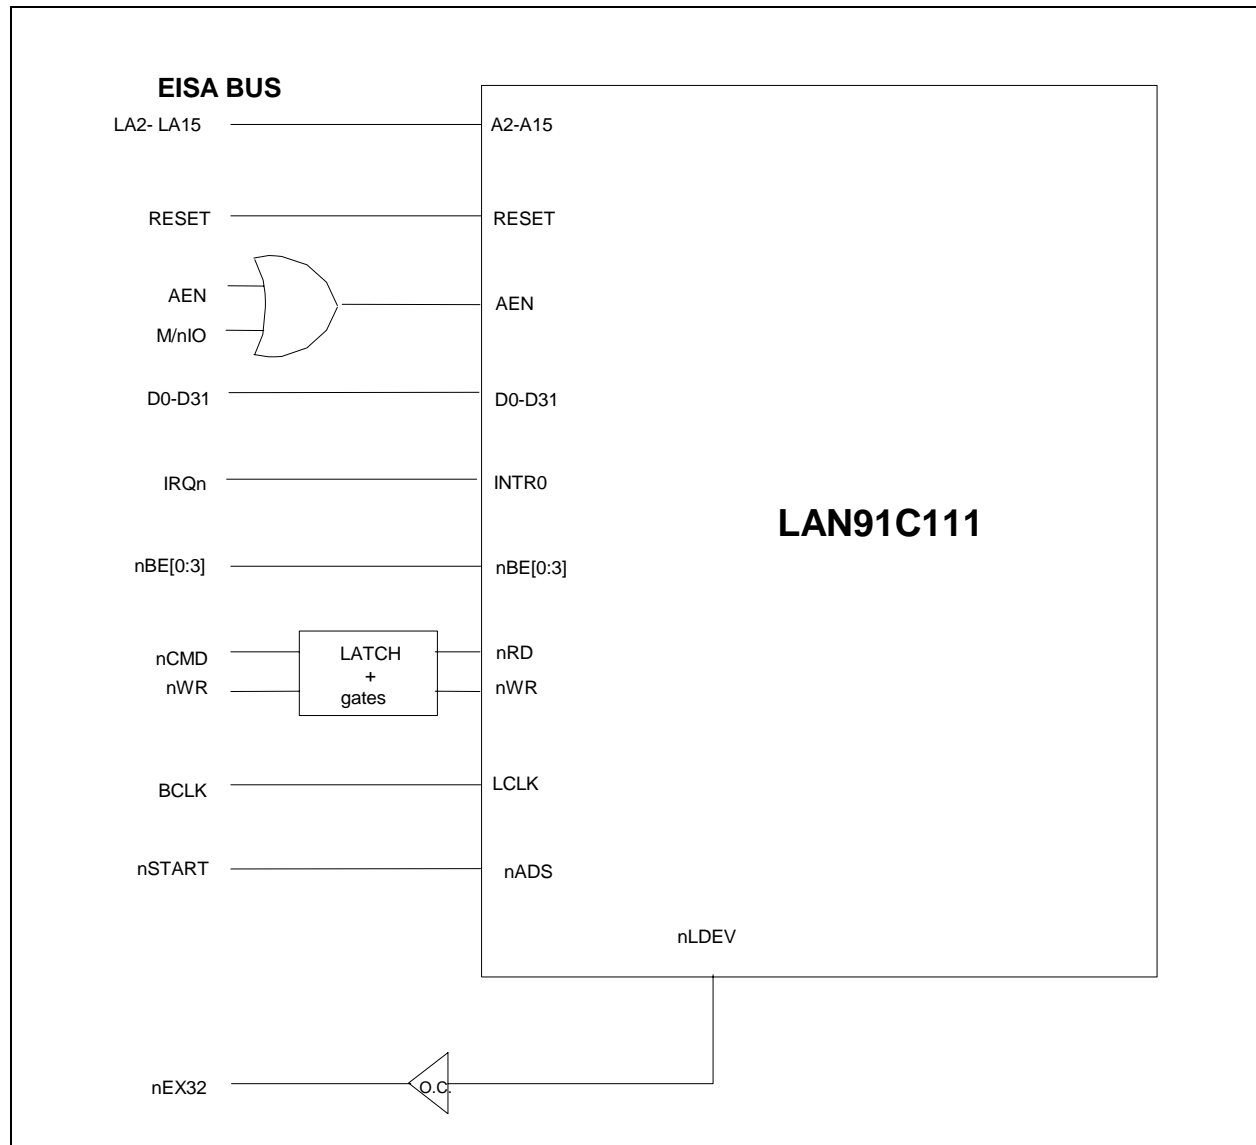 EISA BUS
LA2- LA15 A2-A15
RESET RESET
AEN AEN
M/nIO
D0-D31 D0-D31
IRQn INTR0
LAN91C111
nBE[0:3] nBE[0:3]
nCMD LATCH nRD
+
nWR gates nWR
BCLK LCLK
nSTART nADS
nLDEV
nEX32 O.C.